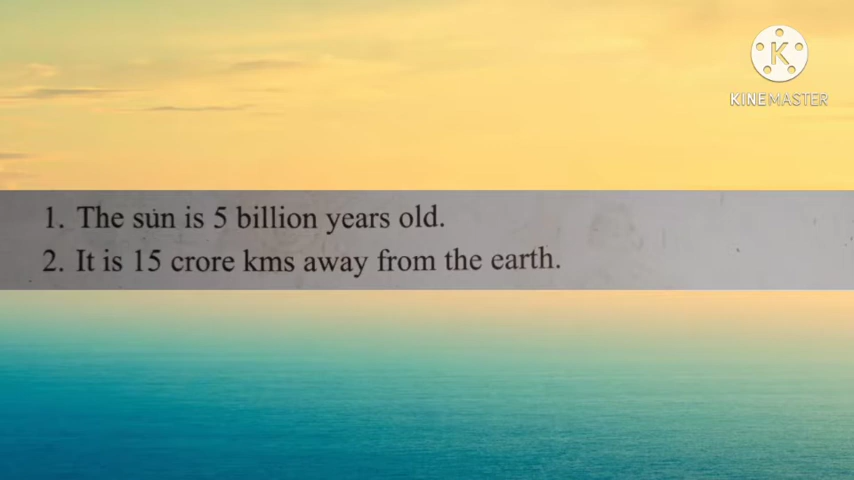 KINEMASTER
1. The sun is 5 billion years old.
2. It is 15 crore kms away from the earth.